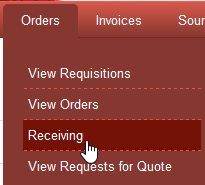 Orders Invoices
View Requisitions
View Orders
Receiving
View Requests for Quote